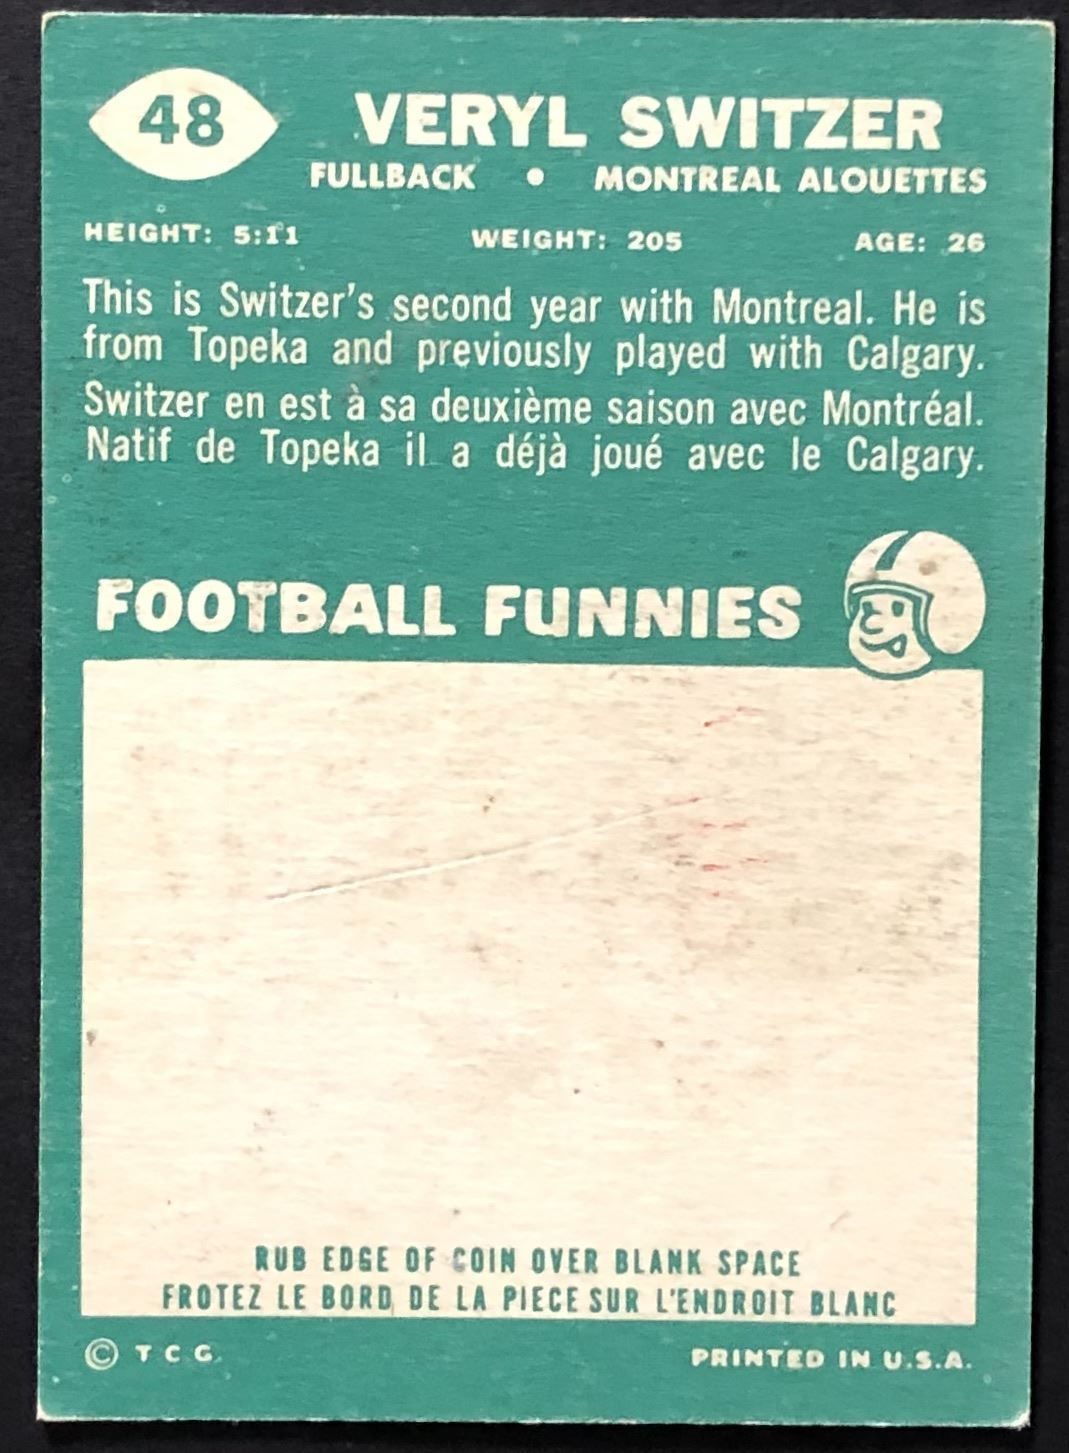 48
VERYL SWITZER
FULLBACK • MONTREAL ALOUETTES
HEIGHT: 5:11 WEIGHT: 205 AGE: 26
This is Switzer's second year with Montreal. He is
from Topeka and previously played with Calgary.
Switzer en est à sa deuxième saison avec Montréal.
Natif de Topeka il a déjà joué avec le Calgary.
FOOTBALL FUNNIES
RUB EDGE OF COIN OVER BLANK SPACE
FROTEZ LE BORD DE LA PIECE SUR L'ENDROIT BLANC
© T C G. PRINTED IN U.S.A.